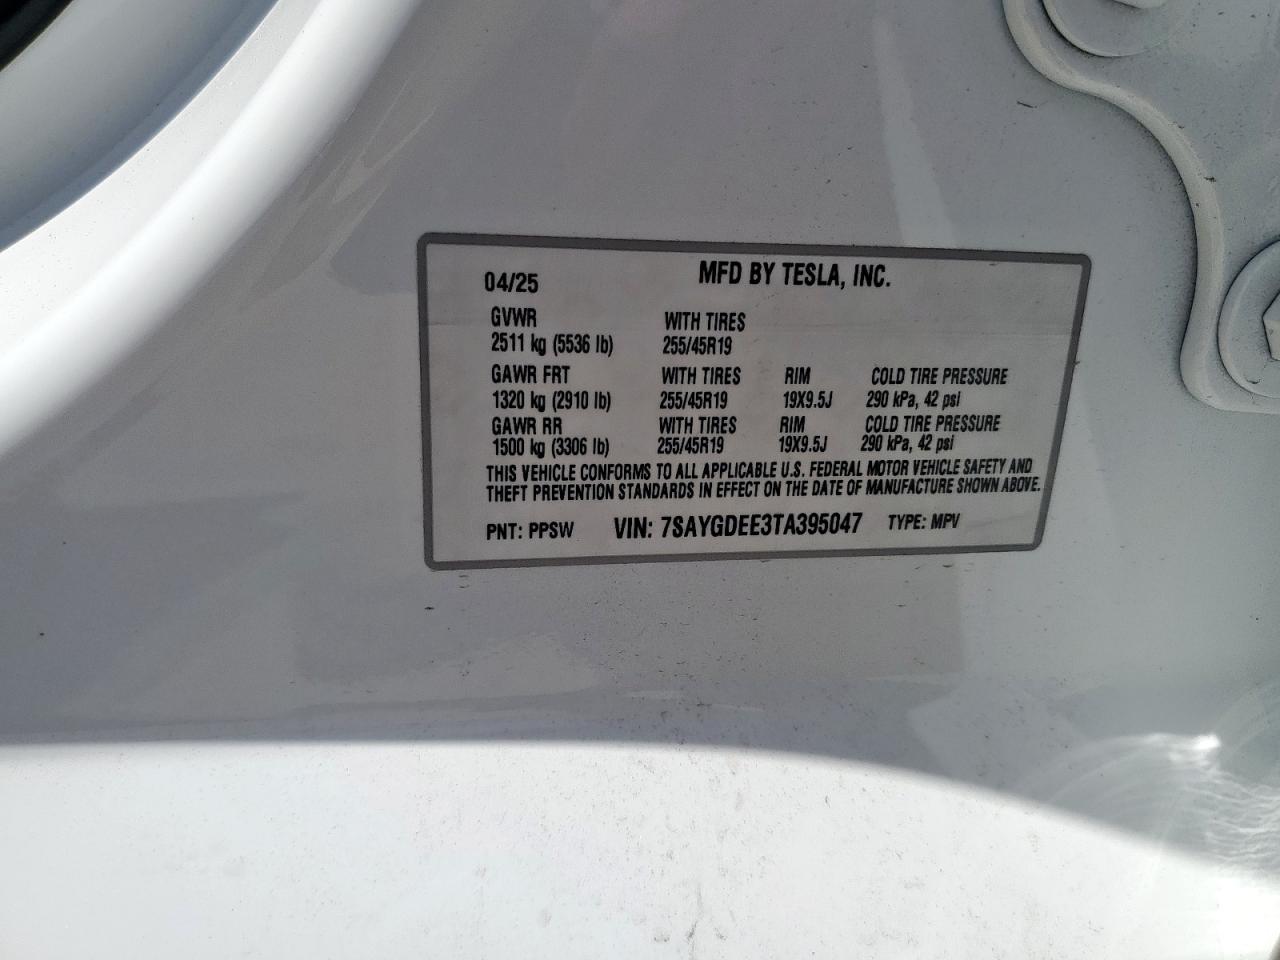 04/25 MFD BY TESLA, INC.
GVWR WITH TIRES
2511 kg (5536 lb) 255/45R19
GAWR FRT WITH TIRES RIM COLD TIRE PRESSURE
1320 kg (2910 lb) 255/45R19 19X9.5J 290 kPa, 42 psi
GAWR RR WITH TIRES RIM COLD TIRE PRESSURE
1500 kg (3306 lb) 255/45R19 19X9.5J 290 kPa, 42 psi
THIS VEHICLE CONFORMS TO ALL APPLICABLE U.S. FEDERAL MOTOR VEHICLE SAFETY AND
THEFT PREVENTION STANDARDS IN EFFECT ON THE DATE OF MANUFACTURE SHOWN ABOVE.
PNT: PPSW VIN: 7SAYGDEE3TA395047 TYPE: MPV